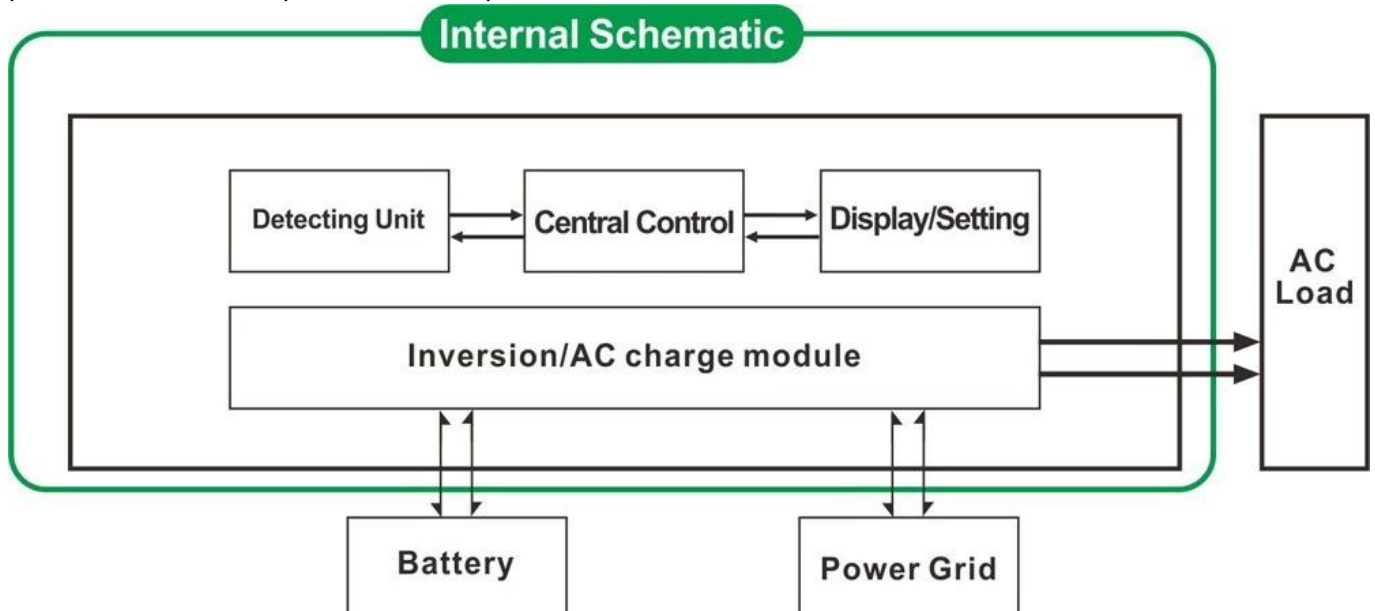 Internal Schematic
Detecting Unit
Central Control
Display/Setting
AC
Load
Inversion/AC charge module
Battery
Power Grid